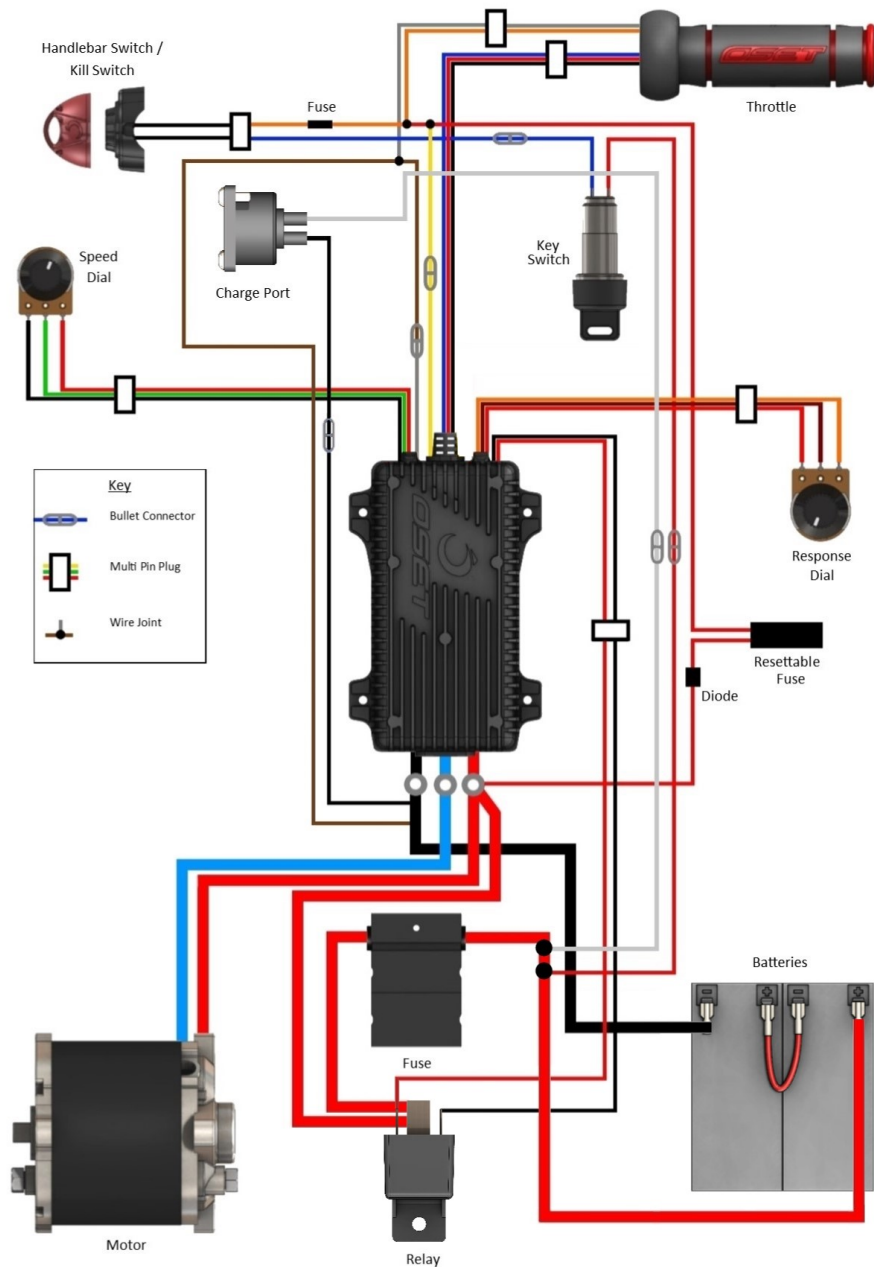 Handlebar Switch /
Kill Switch
Fuse
OSET
Throttle
Speed
Dial
Charge Port
Key
Switch
Key
Bullet Connector
Multi Pin Plug
Wire Joint
OSET
Response
Dial
Resettable
Fuse
Diode
Batteries
- + - +
Fuse
Motor
Relay